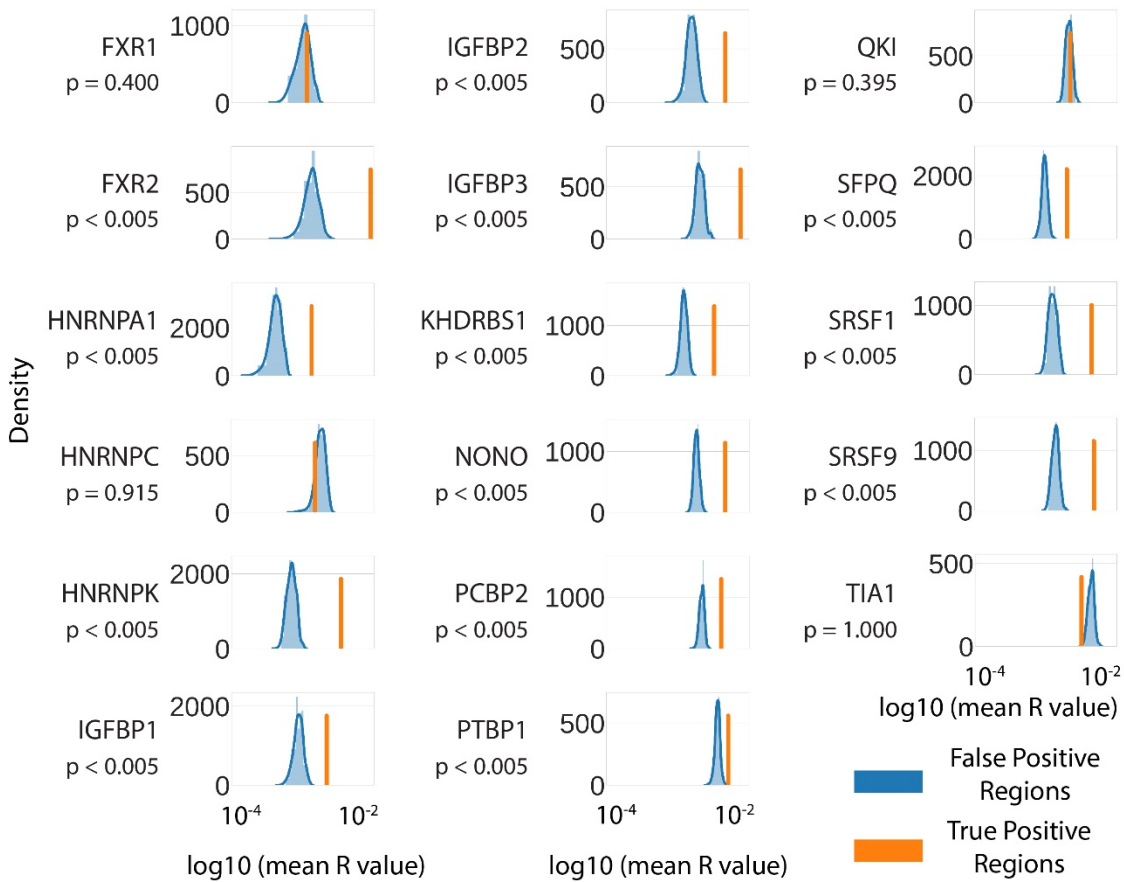 Density
FXR1
p = 0.400
1000
0
FXR2
p < 0.005
500
0
HNRNPA1
p < 0.005
2000
0
HNRNPC
p = 0.915
500
0
HNRNPK
p < 0.005
2000
0
IGFBP1
p < 0.005
2000
0
10⁻⁴ 10⁻²
log10 (mean R value)
IGFBP2
p < 0.005
500
0
IGFBP3
p < 0.005
500
0
KHDRBS1
p < 0.005
1000
0
NONO
p < 0.005
1000
0
PCBP2
p < 0.005
1000
0
PTBP1
p < 0.005
500
0
10⁻⁴ 10⁻²
log10 (mean R value)
QKI
p = 0.395
500
0
SFPQ
p < 0.005
2000
0
SRSF1
p < 0.005
1000
0
SRSF9
p < 0.005
1000
0
TIA1
p = 1.000
500
0
10⁻⁴ 10⁻²
log10 (mean R value)
False Positive
Regions
True Positive
Regions